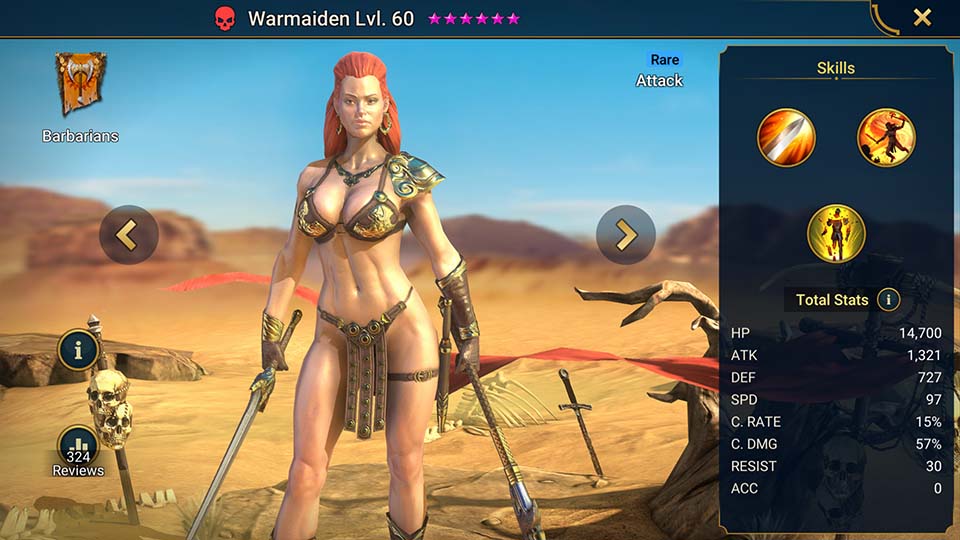 Warmaiden Lvl. 60
Barbarians
Rare
Attack
324
Reviews
Skills
Total Stats i
HP 14,700
ATK 1,321
DEF 727
SPD 97
C. RATE 15%
C. DMG 57%
RESIST 30
ACC 0